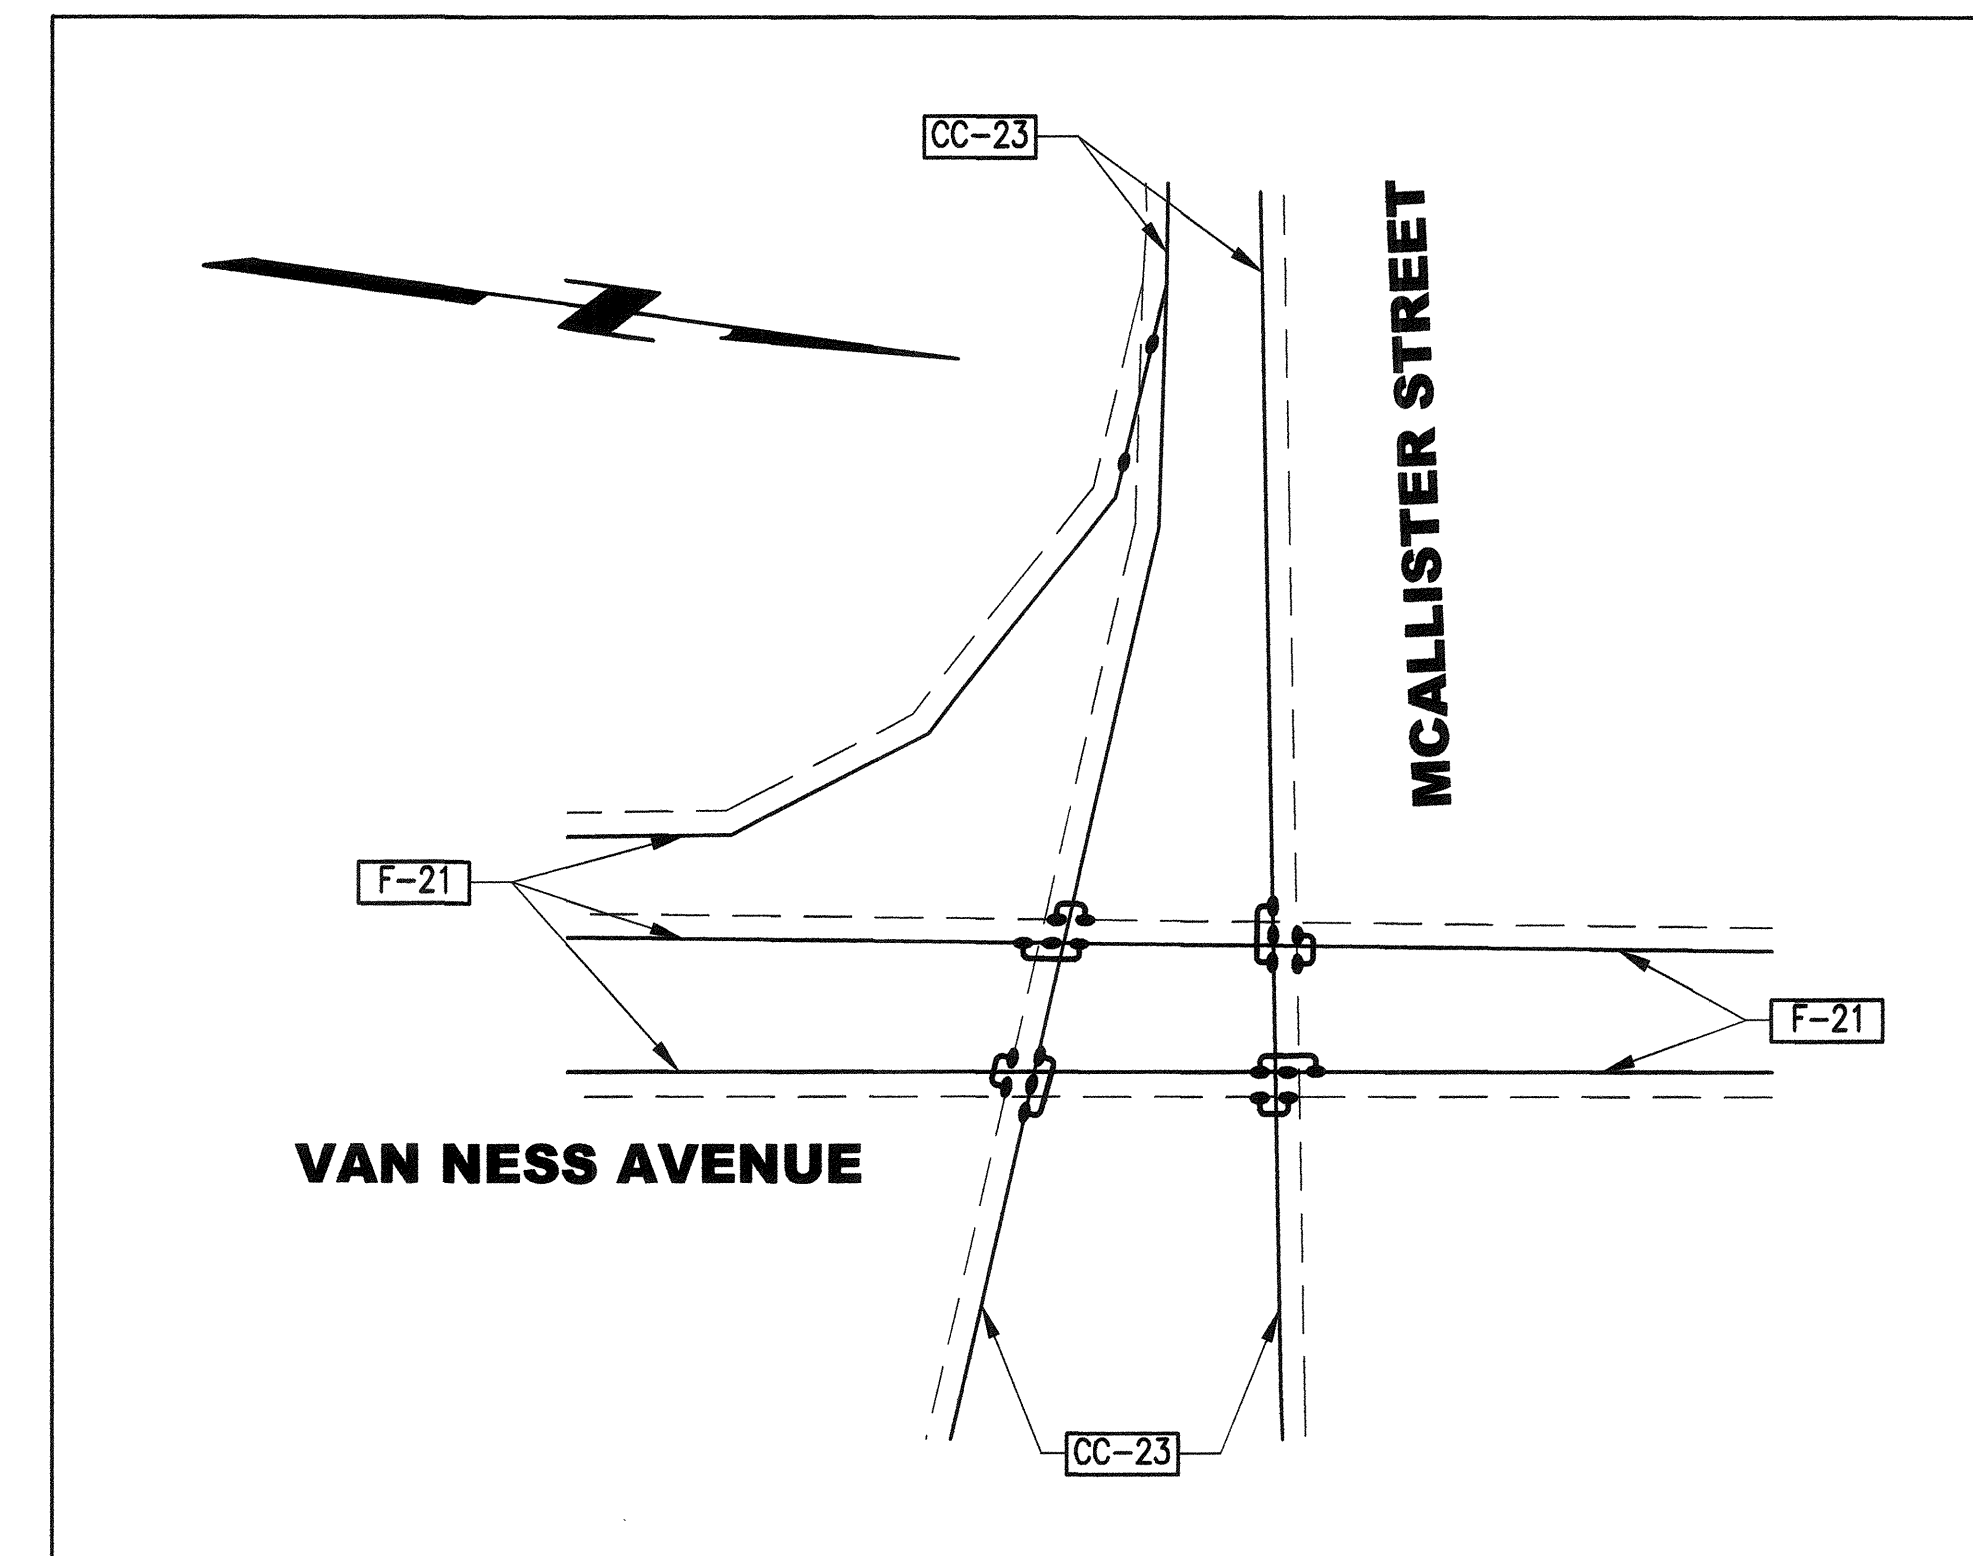 CC-23
MCALLISTER STREET
F-21
F-21
VAN NESS AVENUE
CC-23